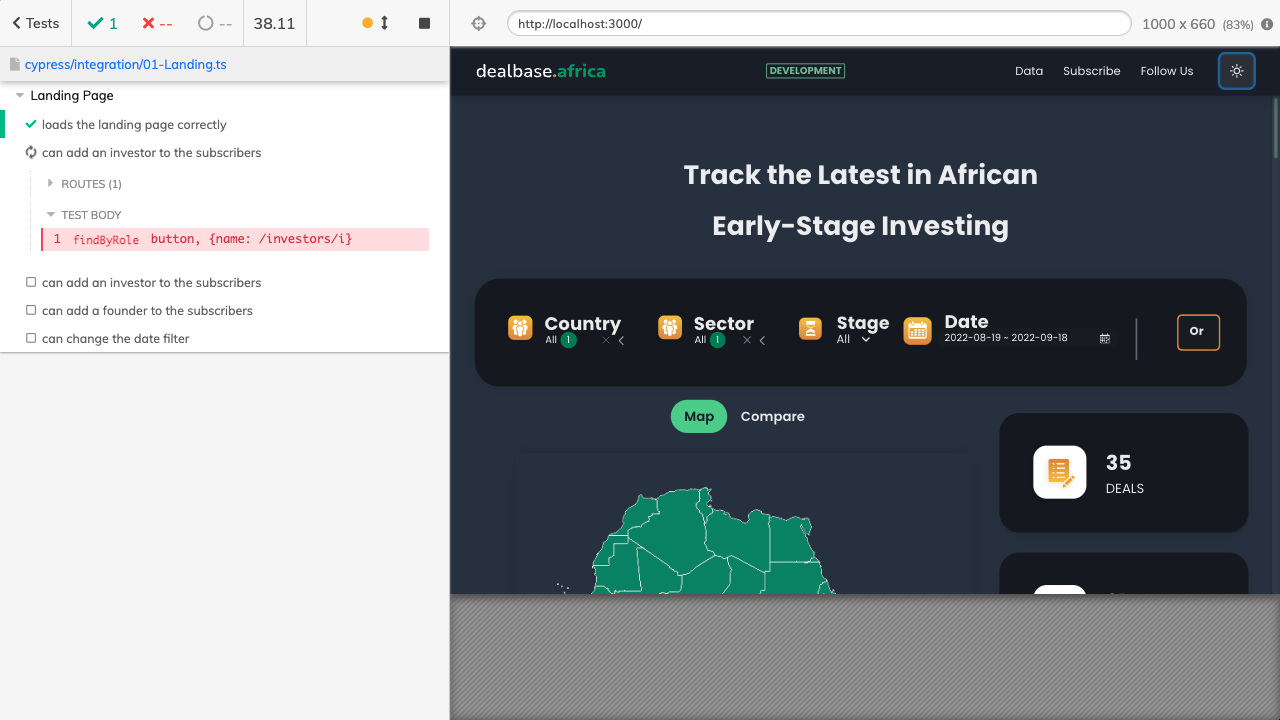 Tests
1
--
--
38.11
http://localhost:3000/
1000 x 660 (83%)
cypress/integration/01-Landing.ts
Landing Page
loads the landing page correctly
can add an investor to the subscribers
ROUTES (1)
TEST BODY
1 findByRole button, {name: /investors/i}
can add an investor to the subscribers
can add a founder to the subscribers
can change the date filter
dealbase.africa
DEVELOPMENT
Data
Subscribe
Follow Us
Track the Latest in African
Early-Stage Investing
Country
All 1
Sector
All 1
Stage
All
Date
2022-08-19 ~ 2022-09-18
Or
Map
Compare
35
DEALS